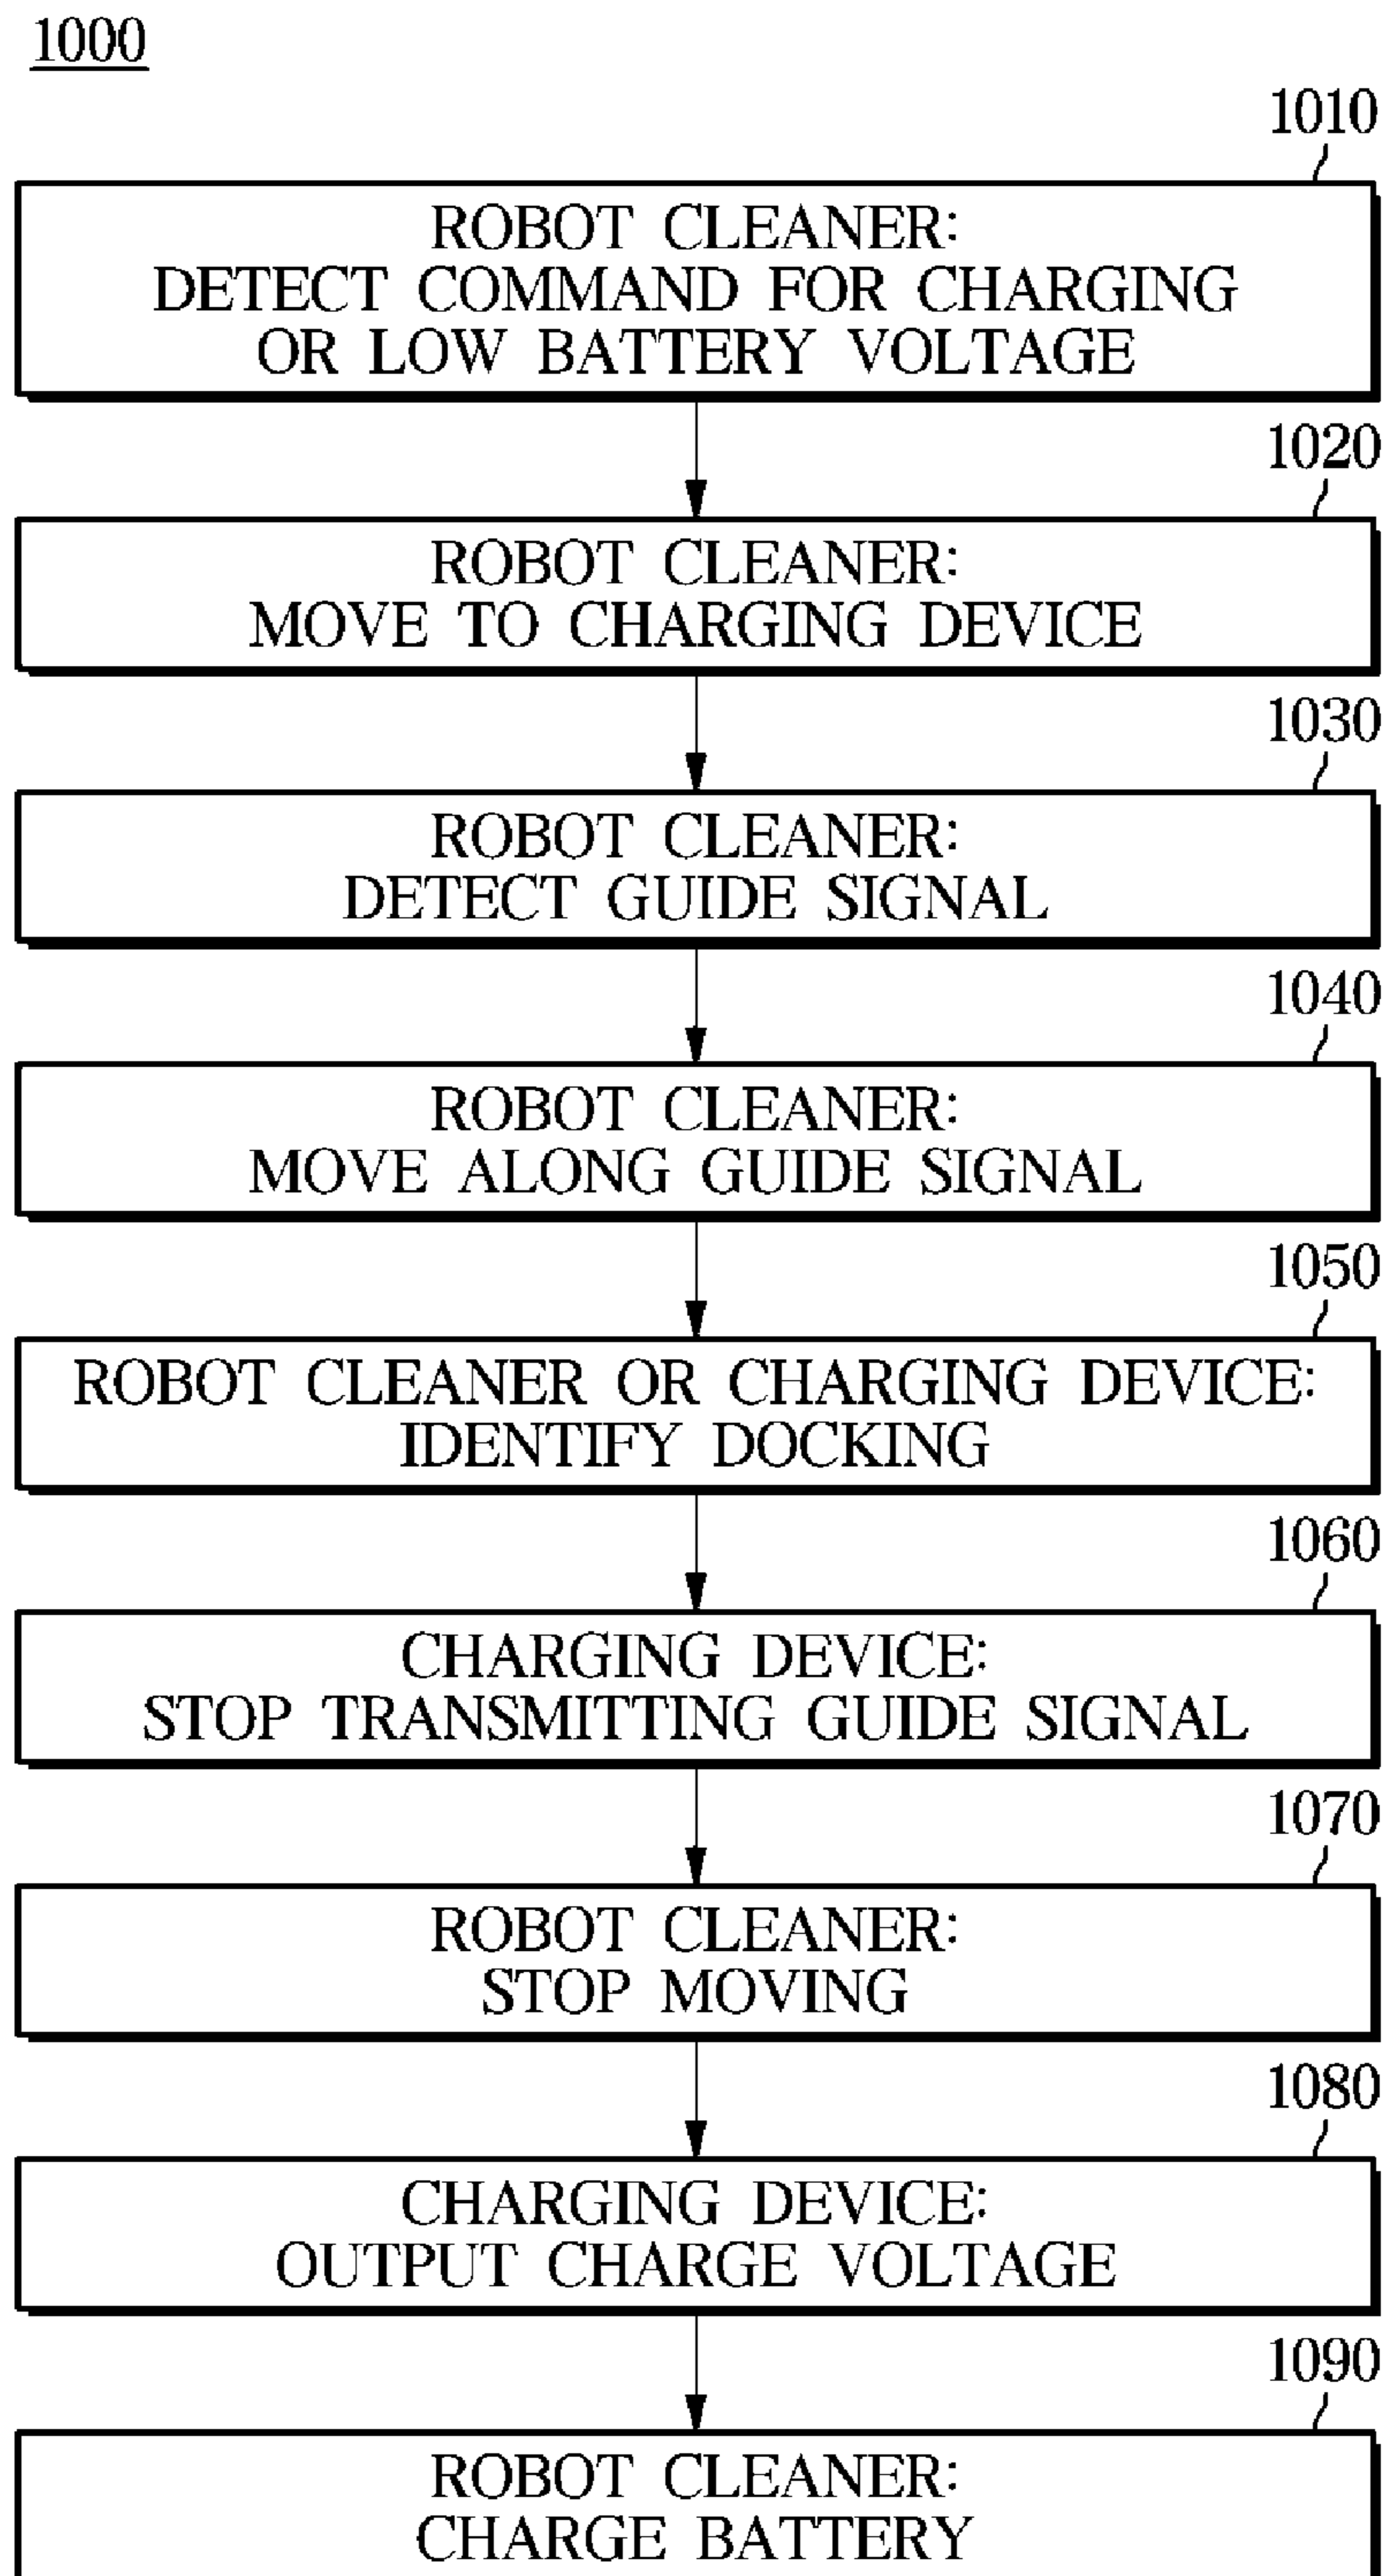 1000
1010
ROBOT CLEANER:
DETECT COMMAND FOR CHARGING
OR LOW BATTERY VOLTAGE
1020
ROBOT CLEANER:
MOVE TO CHARGING DEVICE
1030
ROBOT CLEANER:
DETECT GUIDE SIGNAL
1040
ROBOT CLEANER:
MOVE ALONG GUIDE SIGNAL
1050
ROBOT CLEANER OR CHARGING DEVICE:
IDENTIFY DOCKING
1060
CHARGING DEVICE:
STOP TRANSMITTING GUIDE SIGNAL
1070
ROBOT CLEANER:
STOP MOVING
1080
CHARGING DEVICE:
OUTPUT CHARGE VOLTAGE
1090
ROBOT CLEANER:
CHARGE BATTERY